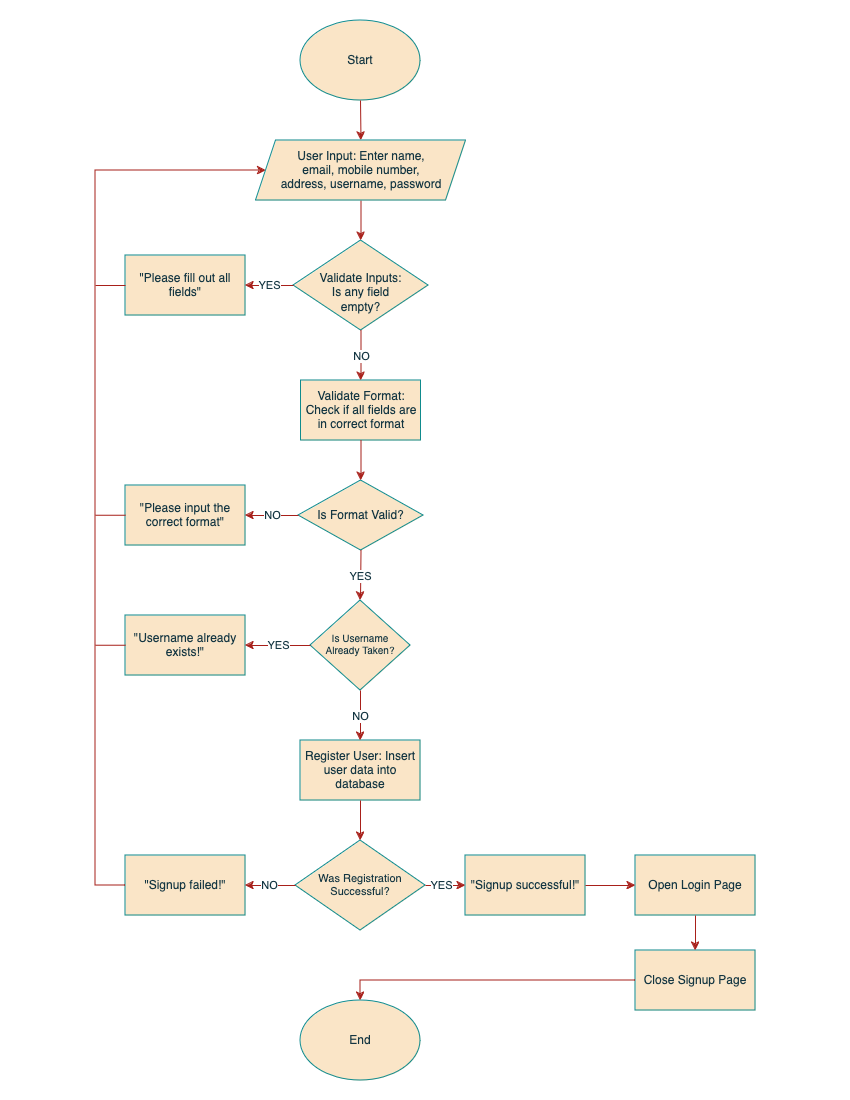 Start
User Input: Enter name,
email, mobile number,
address, username, password
"Please fill out all
fields"
YES
Validate Inputs:
Is any field
empty?
NO
Validate Format:
Check if all fields are
in correct format
"Please input the
correct format"
NO
Is Format Valid?
YES
"Username already
exists!"
YES
Is Username
Already Taken?
NO
Register User: Insert
user data into
database
"Signup failed!"
NO
Was Registration
Successful?
YES
"Signup successful!"
Open Login Page
Close Signup Page
End